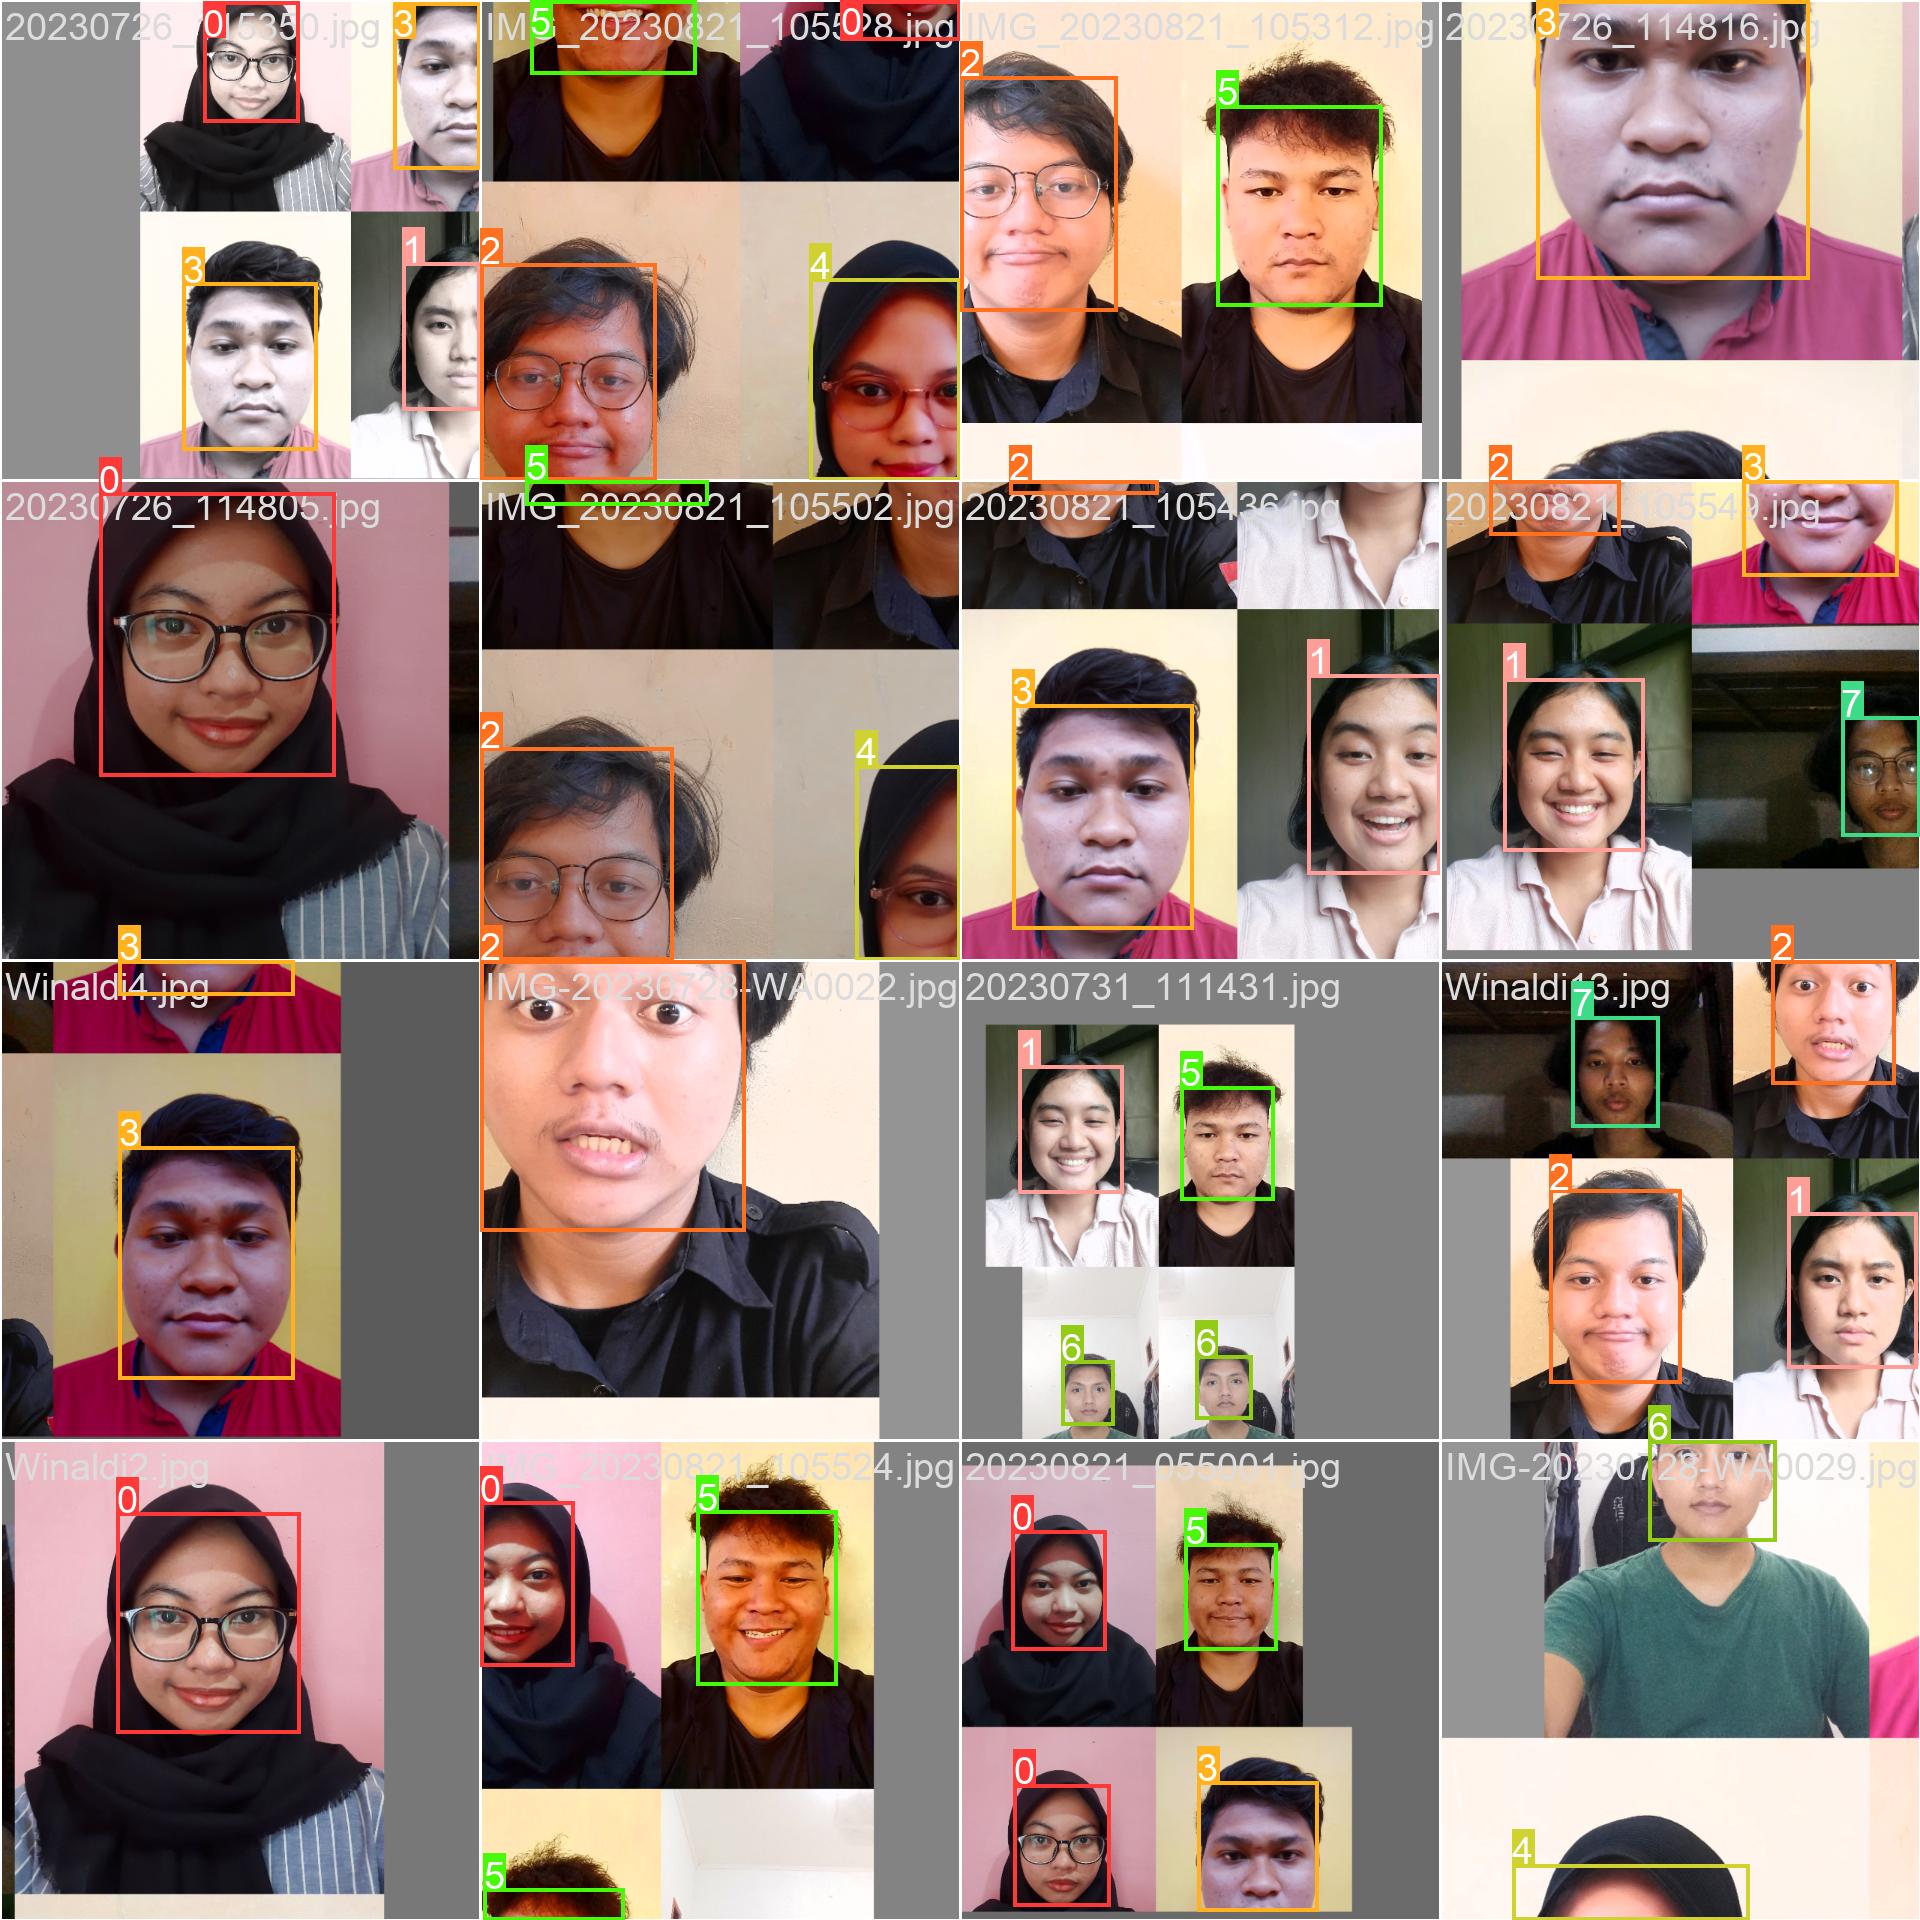 20230726_115350.jpg
IMG_20230821_105528.jpg
IMG_20230821_105312.jpg
20230726_114816.jpg
0
3
5
0
2
5
3
3
1
2
4
20230726_114805.jpg
IMG_20230821_105502.jpg
20230821_105436.jpg
20230821_105549.jpg
0
5
2
2
3
2
4
3
1
1
7
Winaldi4.jpg
IMG-20230728-WA0022.jpg
20230731_111431.jpg
Winaldi13.jpg
3
3
2
1
5
6
6
7
2
2
1
Winaldi2.jpg
IMG_20230821_105524.jpg
20230821_055001.jpg
IMG-20230728-WA0029.jpg
0
0
5
5
0
5
0
3
6
4